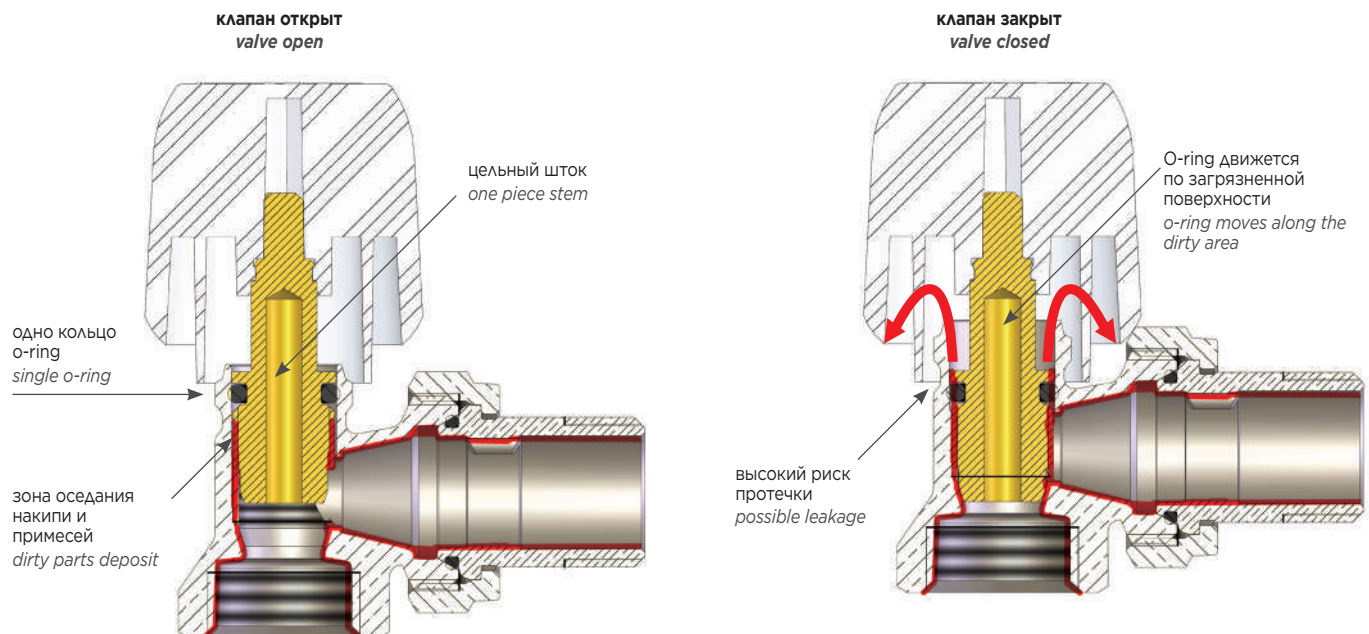 клапан открыт
valve open
цельный шток
one piece stem
одно кольцо
o-ring
single o-ring
зона оседания
накипи и
примесей
dirty parts deposit
клапан закрыт
valve closed
O-ring движется
по загрязненной
поверхности
o-ring moves along the
dirty area
высокий риск
протечки
possible leakage